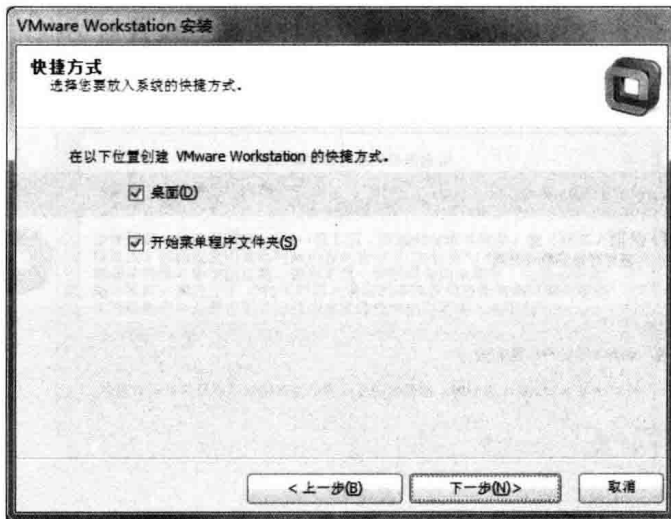 VMware Workstation 安装
快捷方式
选择您要放入系统的快捷方式。
在以下位置创建 VMware Workstation 的快捷方式。
桌面(D)
开始菜单程序文件夹(S)
< 上一步(B)
下一步(N)>
取消